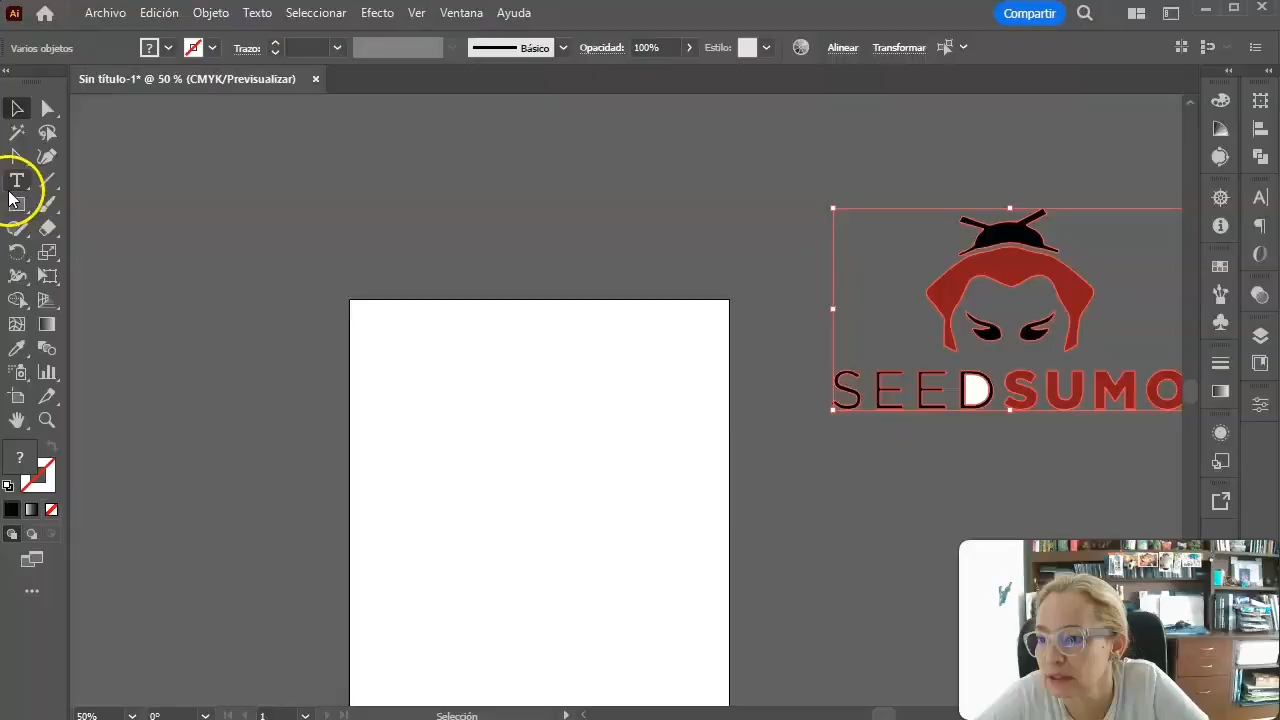 Ai
Archivo Edición Objeto Texto Seleccionar Efecto Ver Ventana Ayuda
Compartir
Varios objetos
?
Trazo:
Básico
Opacidad: 100%
Estilo:
Alinear
Transformar
Sin título-1* @ 50 % (CMYK/Previsualizar)
SEEDSUMO
?
50%
0°
1
Selección